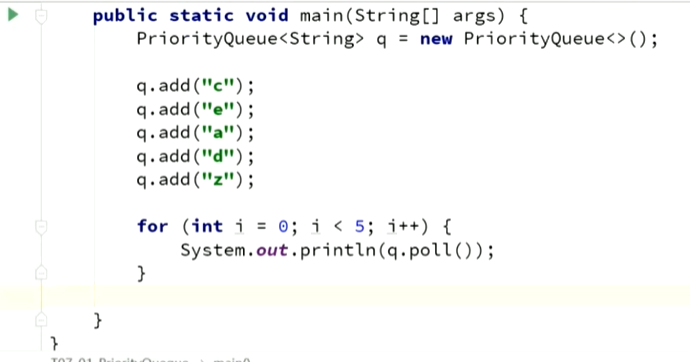 public static void main(String[] args) {
PriorityQueue<String> q = new PriorityQueue<>();
q.add("c");
q.add("e");
q.add("a");
q.add("d");
q.add("z");
for (int i = 0; i < 5; i++) {
System.out.println(q.poll());
}
}
}